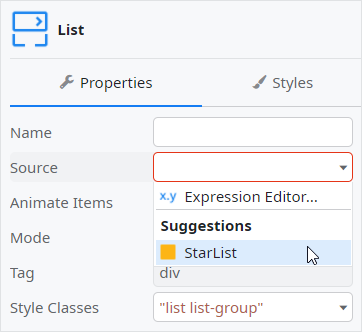 List
Properties
Styles
Name
Source
x.y Expression Editor...
Animate Items
Suggestions
Mode
StarList
Tag
div
Style Classes
"list list-group"